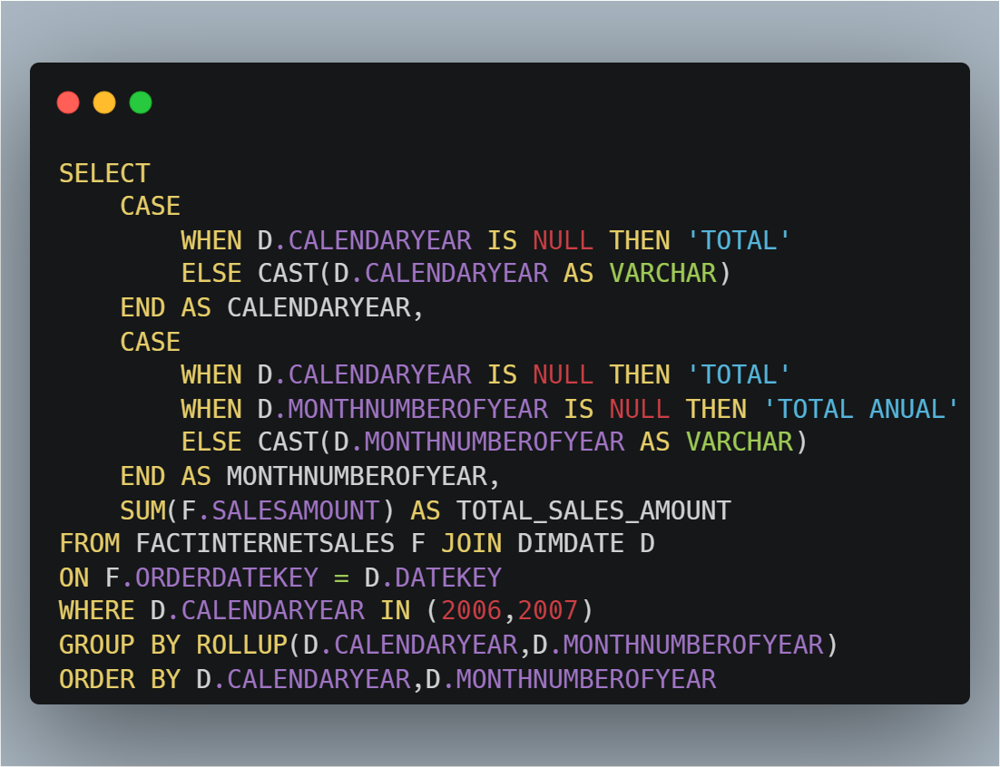 SELECT
    CASE
        WHEN D.CALENDARYEAR IS NULL THEN 'TOTAL'
        ELSE CAST(D.CALENDARYEAR AS VARCHAR)
    END AS CALENDARYEAR,
    CASE
        WHEN D.CALENDARYEAR IS NULL THEN 'TOTAL'
        WHEN D.MONTHNUMBEROFYEAR IS NULL THEN 'TOTAL ANUAL'
        ELSE CAST(D.MONTHNUMBEROFYEAR AS VARCHAR)
    END AS MONTHNUMBEROFYEAR,
    SUM(F.SALESAMOUNT) AS TOTAL_SALES_AMOUNT
FROM FACTINTERNETSALES F JOIN DIMDATE D
ON F.ORDERDATEKEY = D.DATEKEY
WHERE D.CALENDARYEAR IN (2006,2007)
GROUP BY ROLLUP(D.CALENDARYEAR,D.MONTHNUMBEROFYEAR)
ORDER BY D.CALENDARYEAR,D.MONTHNUMBEROFYEAR